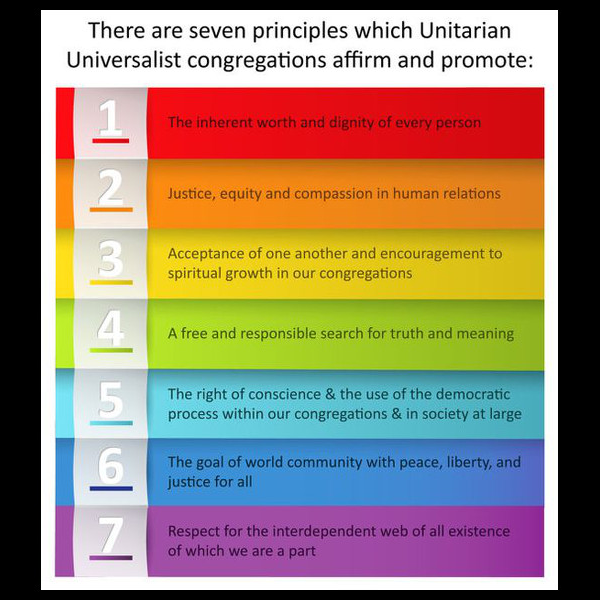 There are seven principles which Unitarian
Universalist congregations affirm and promote:
1
The inherent worth and dignity of every person
2
Justice, equity and compassion in human relations
3
Acceptance of one another and encouragement to
spiritual growth in our congregations
4
A free and responsible search for truth and meaning
5
The right of conscience & the use of the democratic
process within our congregations & in society at large
6
The goal of world community with peace, liberty, and
justice for all
7
Respect for the interdependent web of all existence
of which we are a part